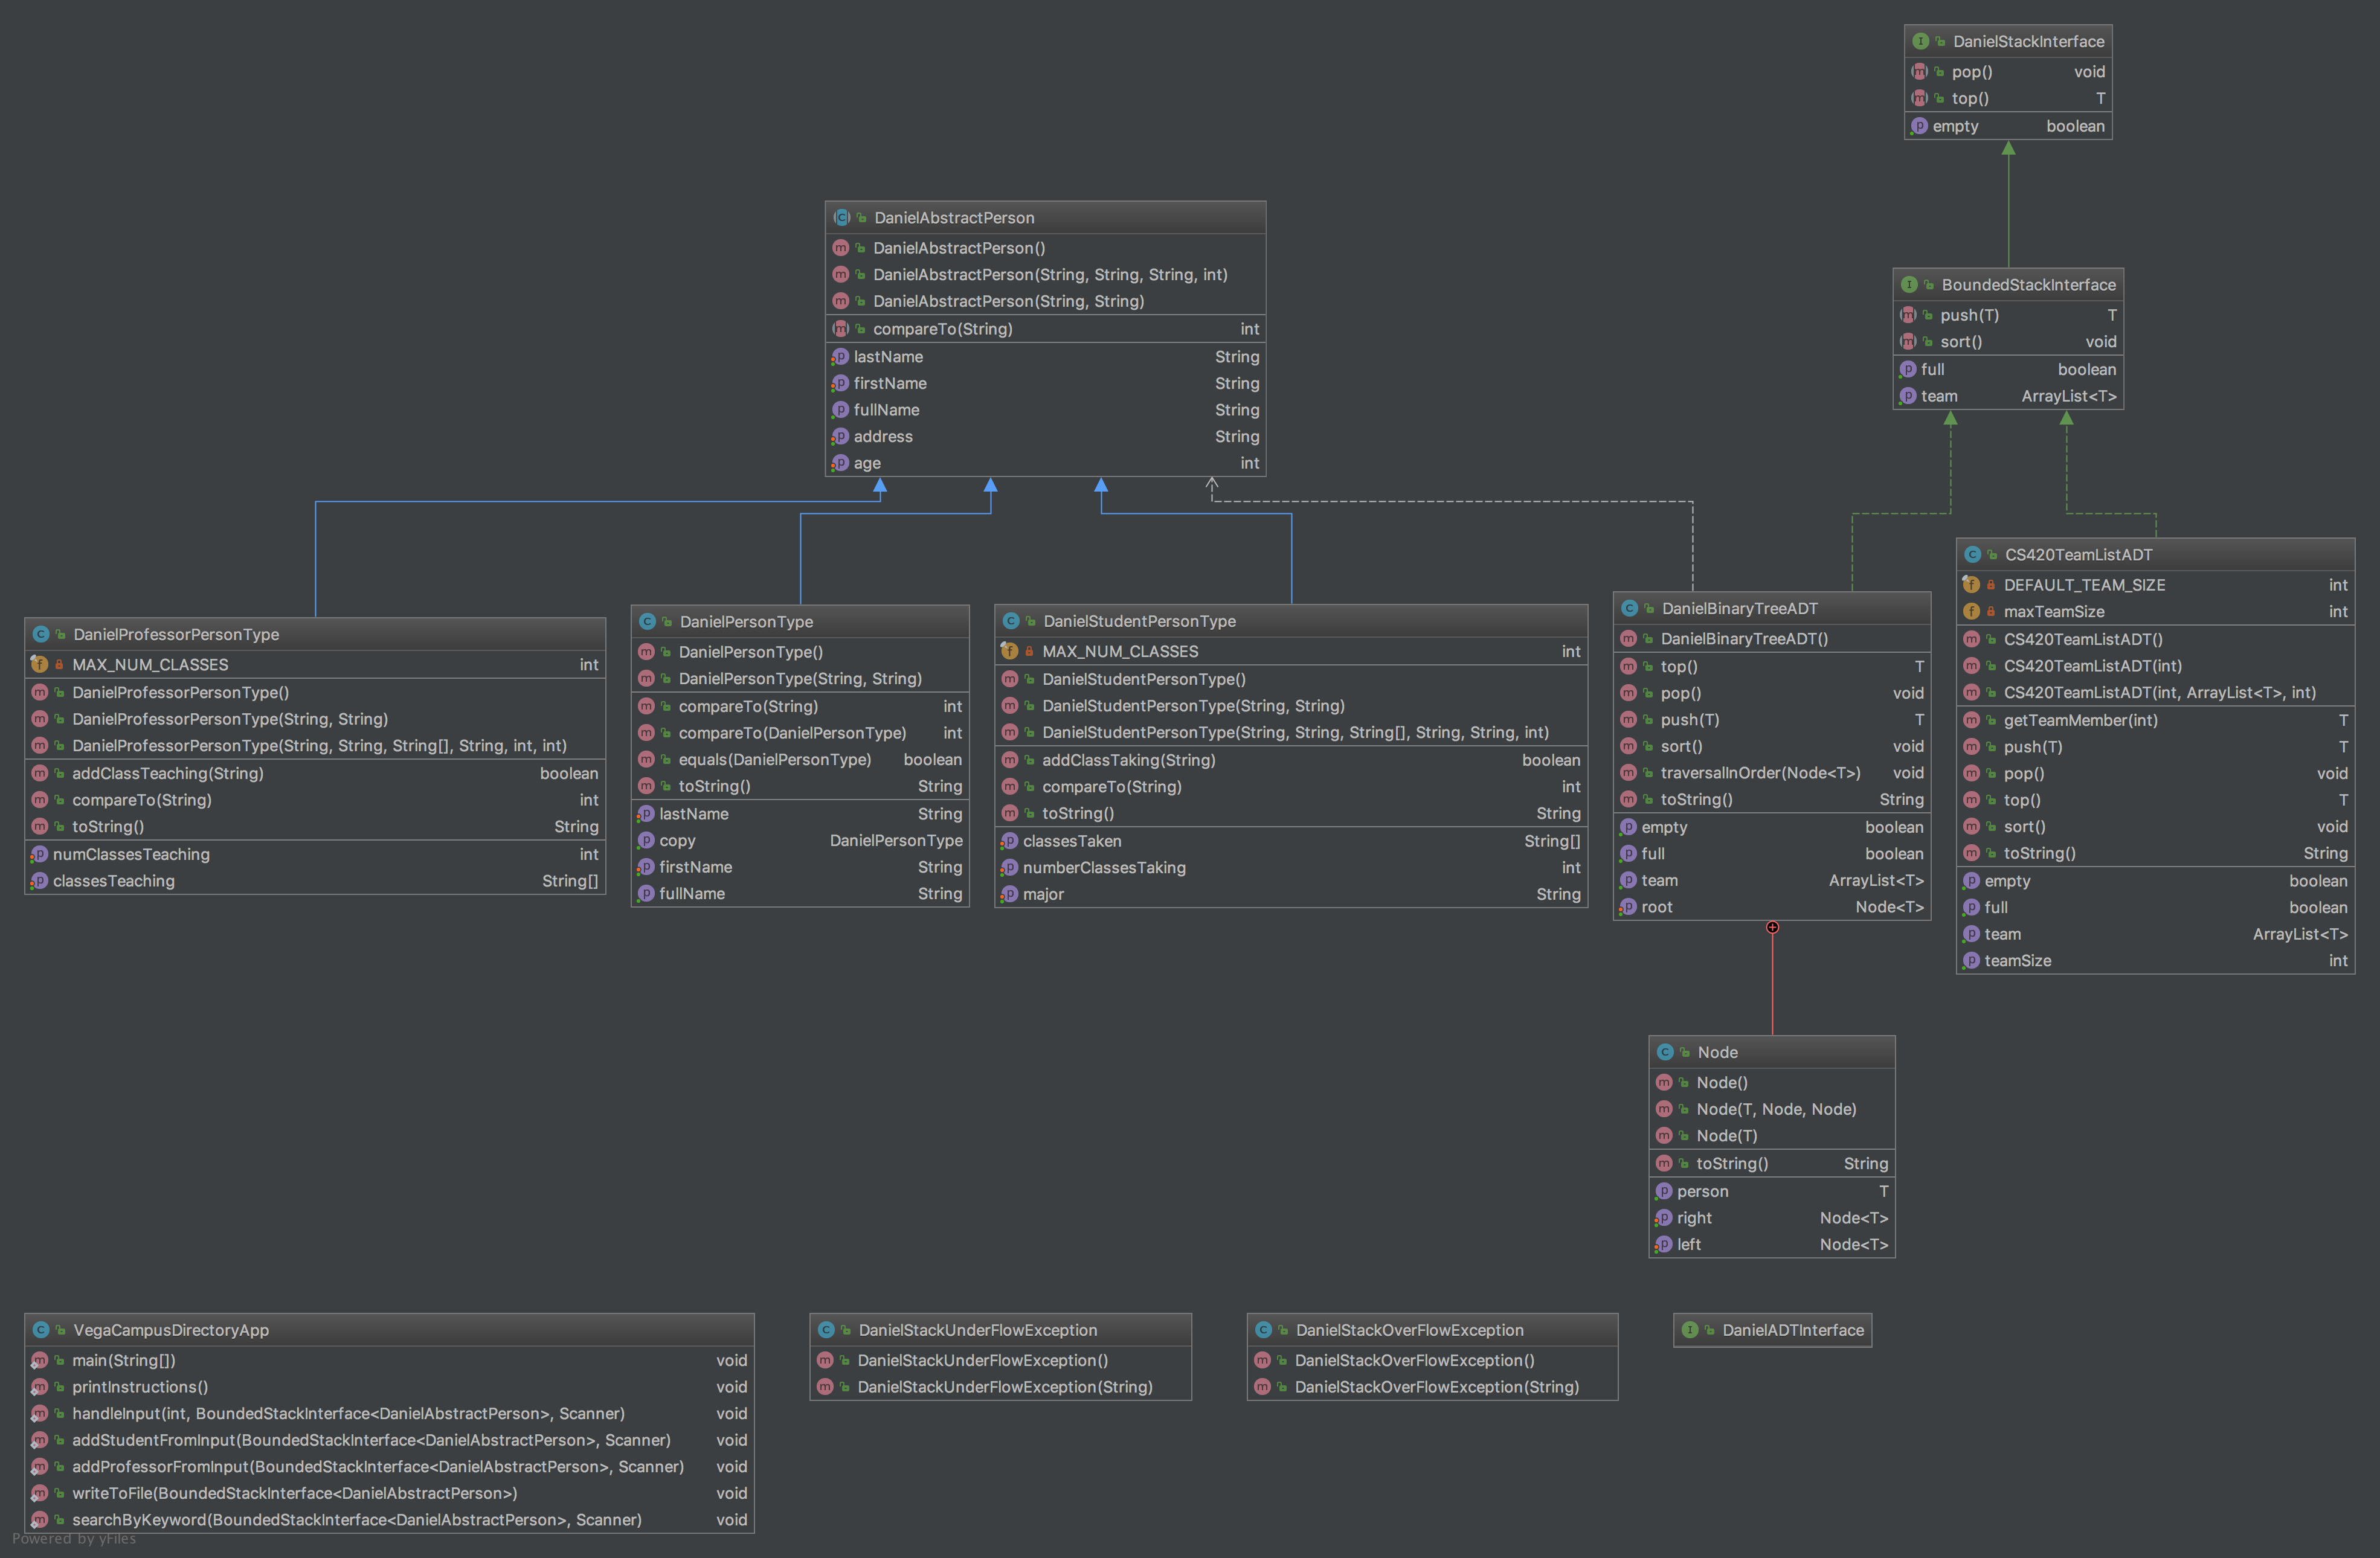 DanielStackInterface
pop() void
top() T
empty boolean
DanielAbstractPerson
DanielAbstractPerson()
DanielAbstractPerson(String, String, String, int)
DanielAbstractPerson(String, String)
compareTo(String) int
lastName String
firstName String
fullName String
address String
age int
BoundedStackInterface
push(T) T
sort() void
full boolean
team ArrayList<T>
DanielProfessorPersonType
MAX_NUM_CLASSES int
DanielProfessorPersonType()
DanielProfessorPersonType(String, String)
DanielProfessorPersonType(String, String, String[], String, int, int)
addClassTeaching(String) boolean
compareTo(String) int
toString() String
numClassesTeaching int
classesTeaching String[]
DanielPersonType
DanielPersonType()
DanielPersonType(String, String)
compareTo(String) int
compareTo(DanielPersonType) int
equals(DanielPersonType) boolean
toString() String
lastName String
copy DanielPersonType
firstName String
fullName String
DanielStudentPersonType
MAX_NUM_CLASSES int
DanielStudentPersonType()
DanielStudentPersonType(String, String)
DanielStudentPersonType(String, String, String[], String, String, int)
addClassTaking(String) boolean
compareTo(String) int
toString() String
classesTaken String[]
numberClassesTaking int
major String
DanielBinaryTreeADT
DanielBinaryTreeADT()
top() T
pop() void
push(T) T
sort() void
traversalInOrder(Node<T>) void
toString() String
empty boolean
full boolean
team ArrayList<T>
root Node<T>
CS420TeamListADT
DEFAULT_TEAM_SIZE int
maxTeamSize int
CS420TeamListADT()
CS420TeamListADT(int)
CS420TeamListADT(int, ArrayList<T>, int)
getTeamMember(int) T
push(T) T
pop() void
top() T
sort() void
toString() String
empty boolean
full boolean
team ArrayList<T>
teamSize int
Node
Node()
Node(T, Node, Node)
Node(T)
toString() String
person T
right Node<T>
left Node<T>
VegaCampusDirectoryApp
main(String[]) void
printInstructions() void
handleInput(int, BoundedStackInterface<DanielAbstractPerson>, Scanner) void
addStudentFromInput(BoundedStackInterface<DanielAbstractPerson>, Scanner) void
addProfessorFromInput(BoundedStackInterface<DanielAbstractPerson>, Scanner) void
writeToFile(BoundedStackInterface<DanielAbstractPerson>) void
searchByKeyword(BoundedStackInterface<DanielAbstractPerson>, Scanner) void
DanielStackUnderFlowException
DanielStackUnderFlowException()
DanielStackUnderFlowException(String)
DanielStackOverFlowException
DanielStackOverFlowException()
DanielStackOverFlowException(String)
DanielADTInterface
Powered by yFiles